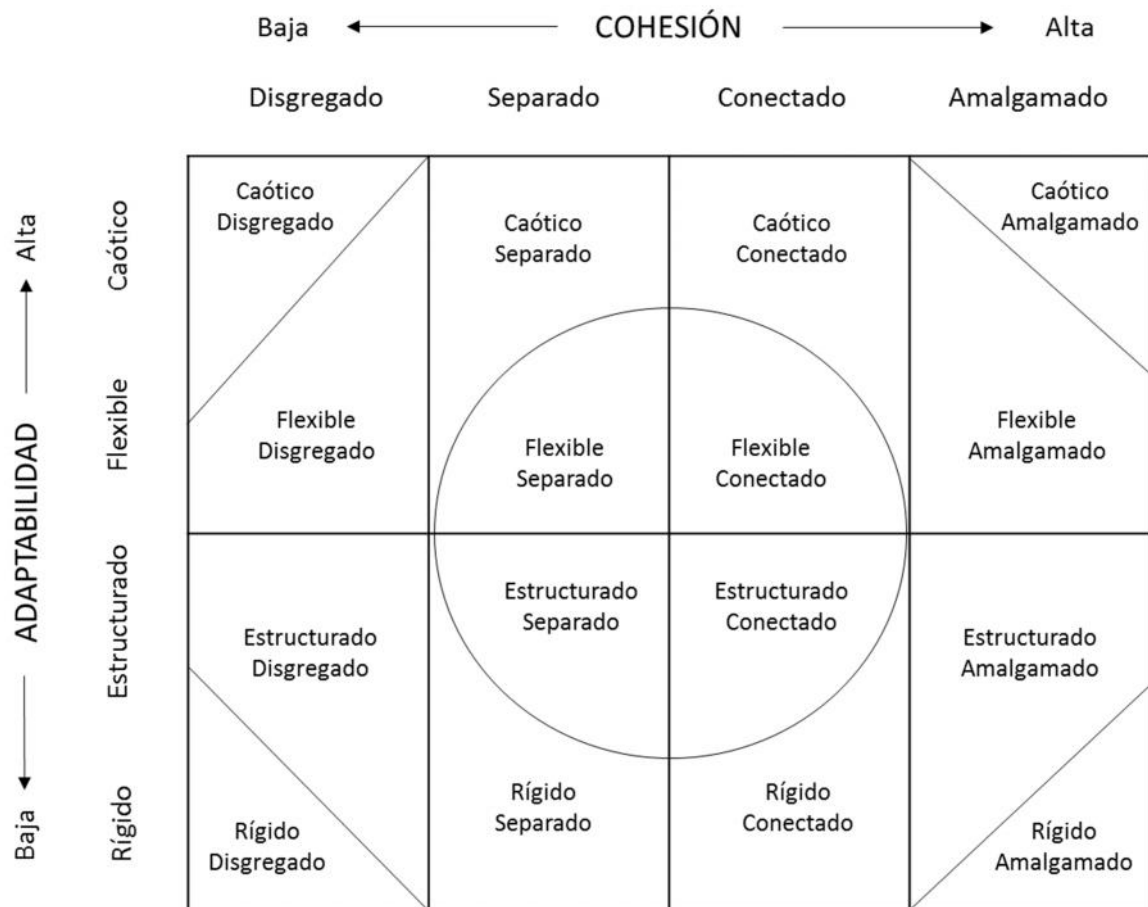 Baja COHESIÓN Alta
Disgregado Separado Conectado Amalgamado
ADAPTABILIDAD
Alta
Baja
Caótico
Flexible
Estructurado
Rígido
Caótico
Disgregado
Caótico
Separado
Caótico
Conectado
Caótico
Amalgamado
Flexible
Disgregado
Flexible
Separado
Flexible
Conectado
Flexible
Amalgamado
Estructurado
Disgregado
Estructurado
Separado
Estructurado
Conectado
Estructurado
Amalgamado
Rígido
Disgregado
Rígido
Separado
Rígido
Conectado
Rígido
Amalgamado